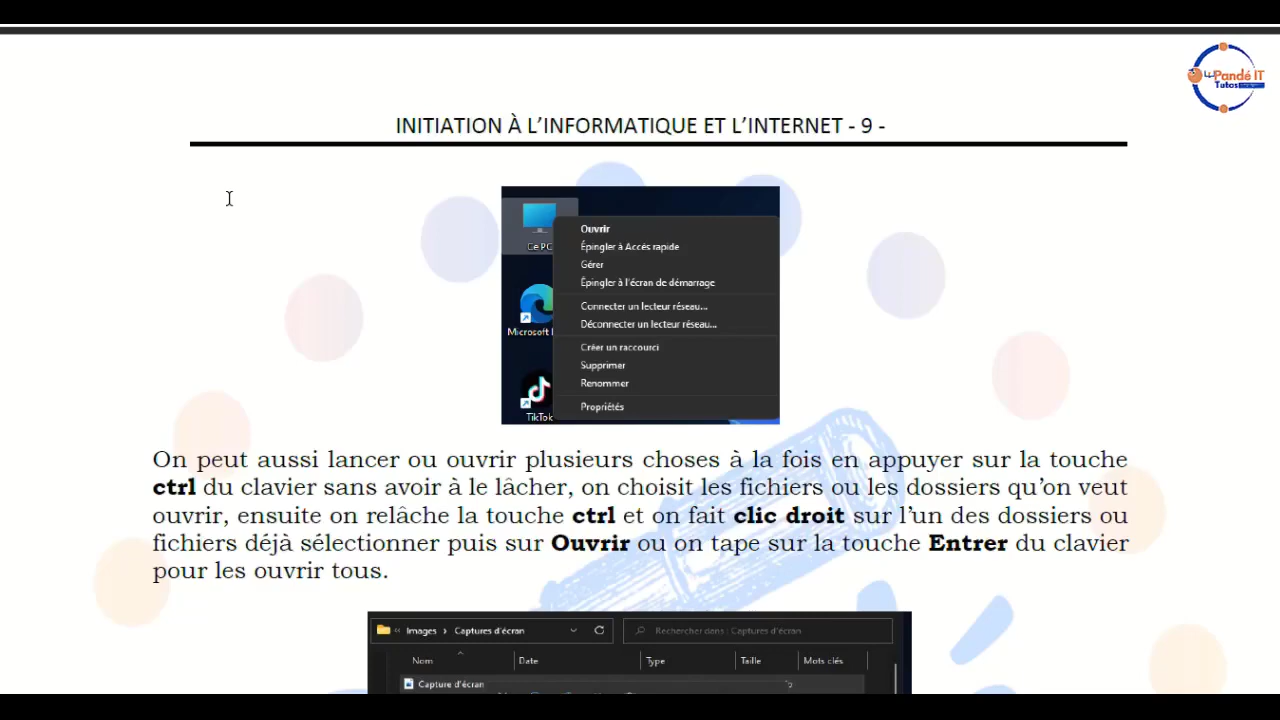 Pandé IT
Tutos
INITIATION À L’INFORMATIQUE ET L’INTERNET - 9 -
Ouvrir
Ce PC
Épingler à Accès rapide
Gérer
Épingler à l'écran de démarrage
Connecter un lecteur réseau...
Microsoft
Déconnecter un lecteur réseau...
Créer un raccourci
Supprimer
Renommer
Propriétés
TikTok
On peut aussi lancer ou ouvrir plusieurs choses à la fois en appuyer sur la touche
ctrl du clavier sans avoir à le lâcher, on choisit les fichiers ou les dossiers qu’on veut
ouvrir, ensuite on relâche la touche ctrl et on fait clic droit sur l’un des dossiers ou
fichiers déjà sélectionner puis sur Ouvrir ou on tape sur la touche Entrer du clavier
pour les ouvrir tous.
Images › Captures d'écran
Rechercher dans : Captures d'écran
Nom Date Type Taille Mots clés
Capture d'écran